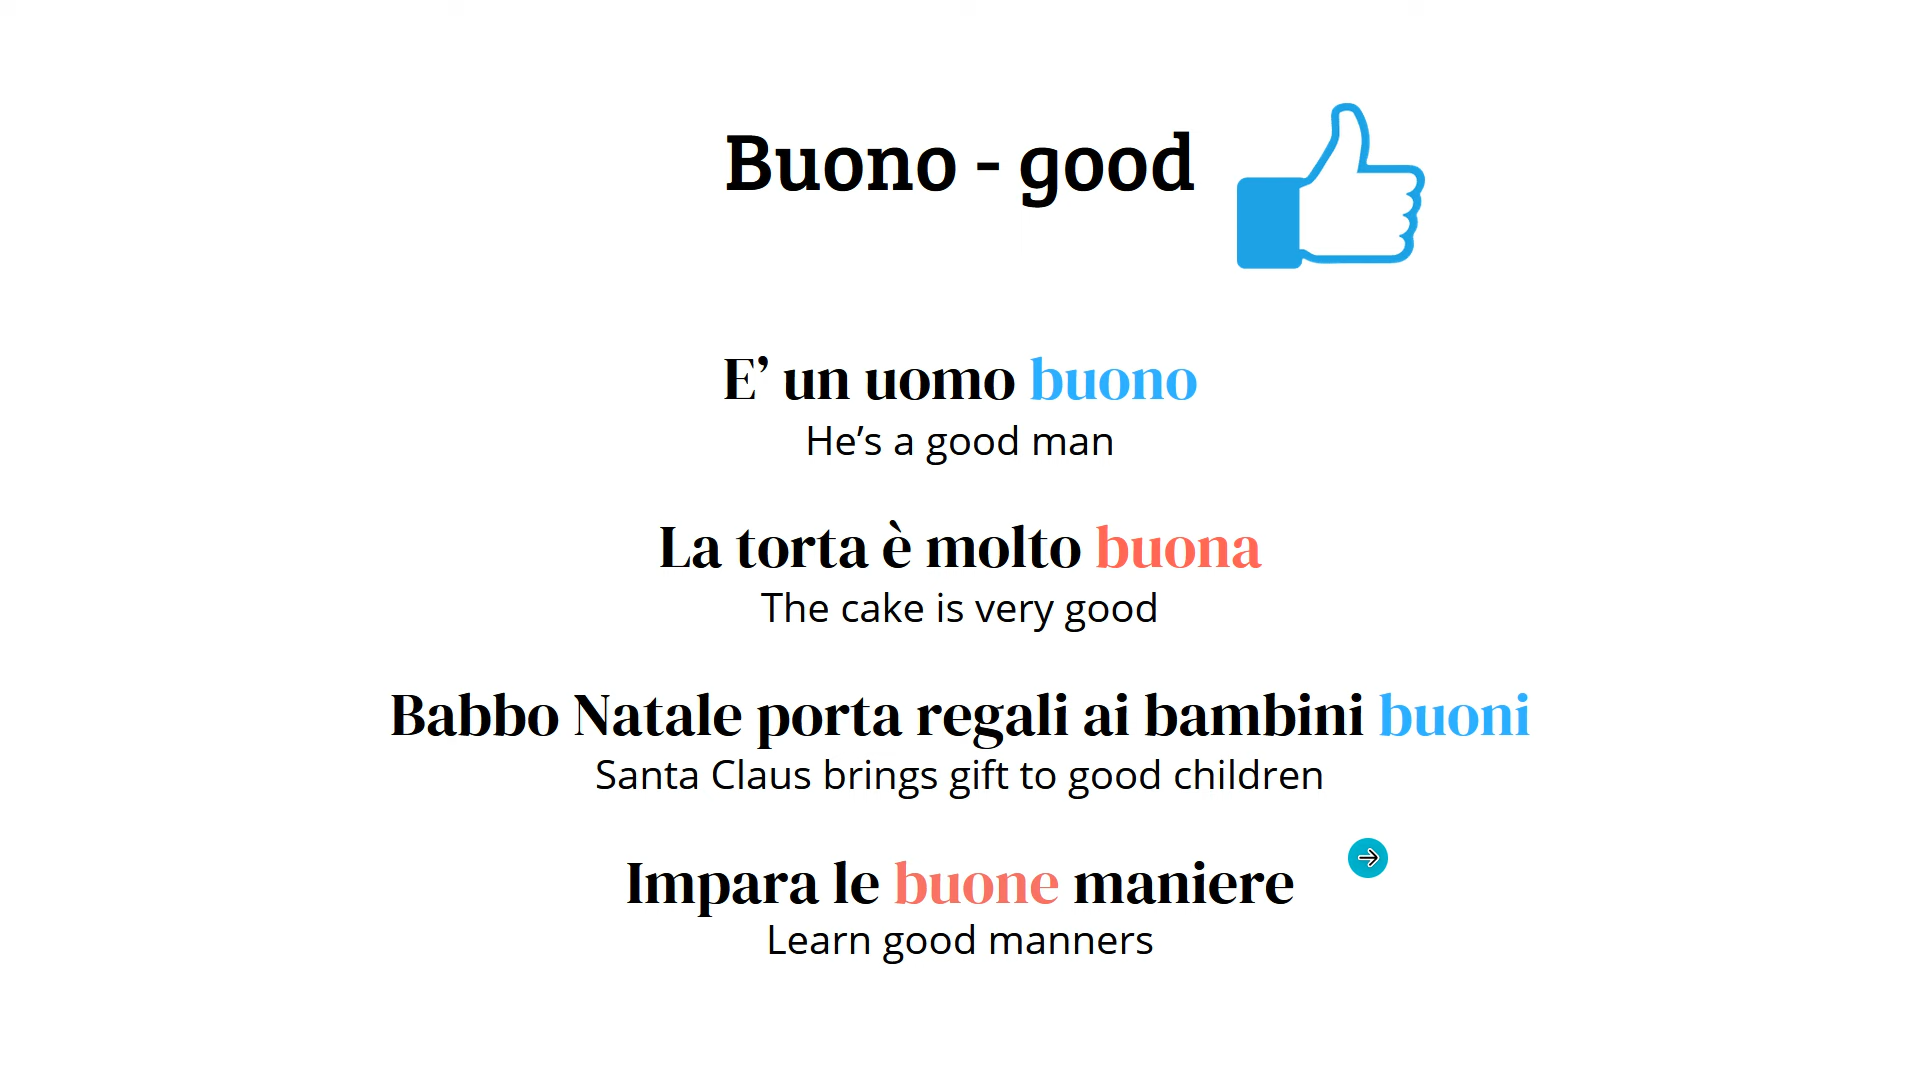 Buono - good
E’ un uomo buono
He’s a good man
La torta è molto buona
The cake is very good
Babbo Natale porta regali ai bambini buoni
Santa Claus brings gift to good children
Impara le buone maniere
Learn good manners